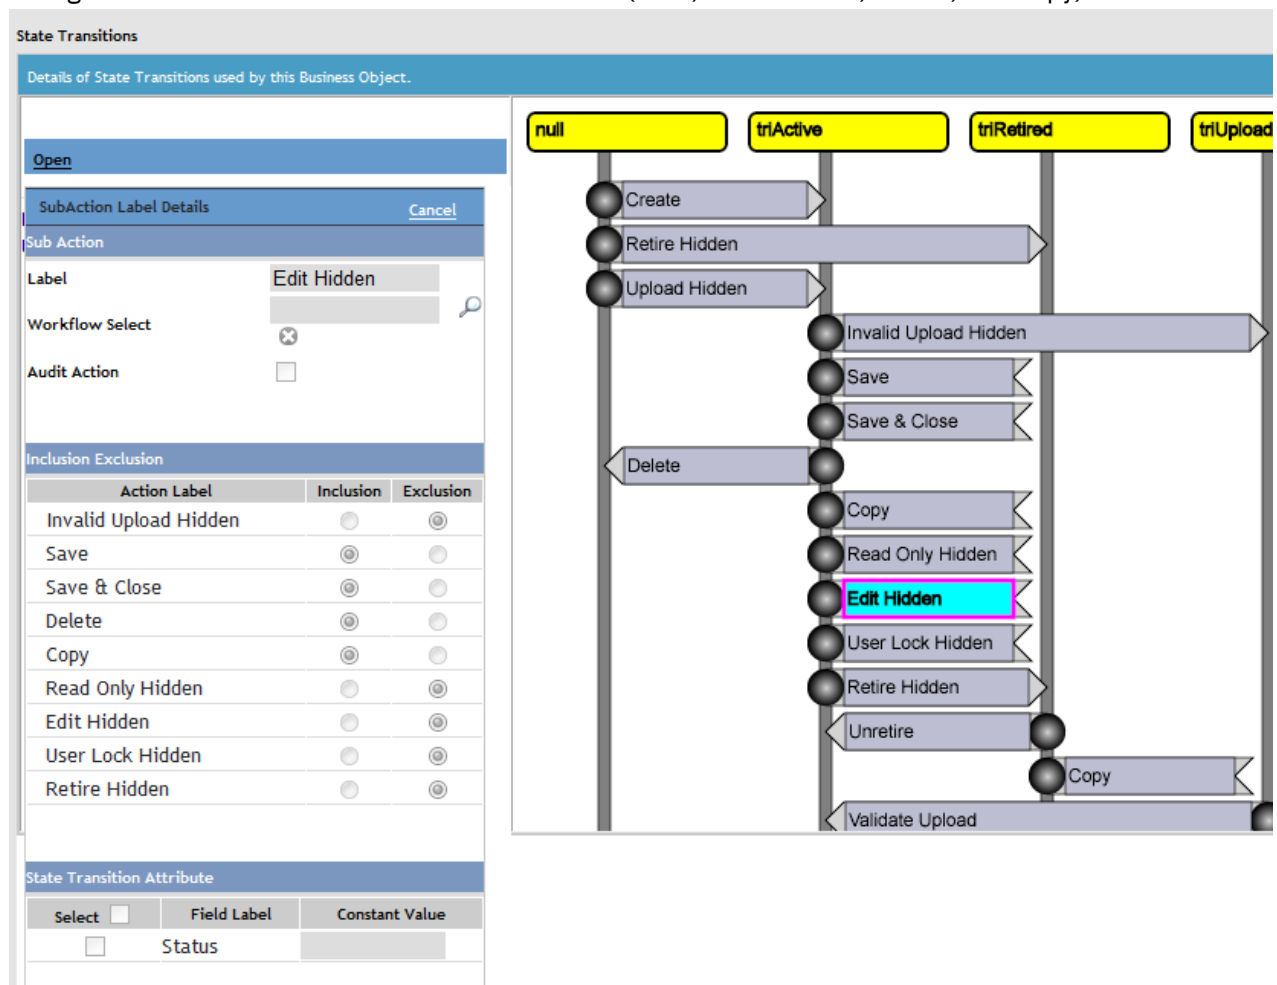 State Transitions
Details of State Transitions used by this Business Object.
Open
SubAction Label Details Cancel
Sub Action
Label Edit Hidden
Workflow Select
Audit Action
Inclusion Exclusion
Action Label Inclusion Exclusion
Invalid Upload Hidden
Save
Save & Close
Delete
Copy
Read Only Hidden
Edit Hidden
User Lock Hidden
Retire Hidden
State Transition Attribute
Select Field Label Constant Value
Status
null triActive triRetired triUpload
Create
Retire Hidden
Upload Hidden
Invalid Upload Hidden
Save
Save & Close
Delete
Copy
Read Only Hidden
Edit Hidden
User Lock Hidden
Retire Hidden
Unretire
Copy
Validate Upload